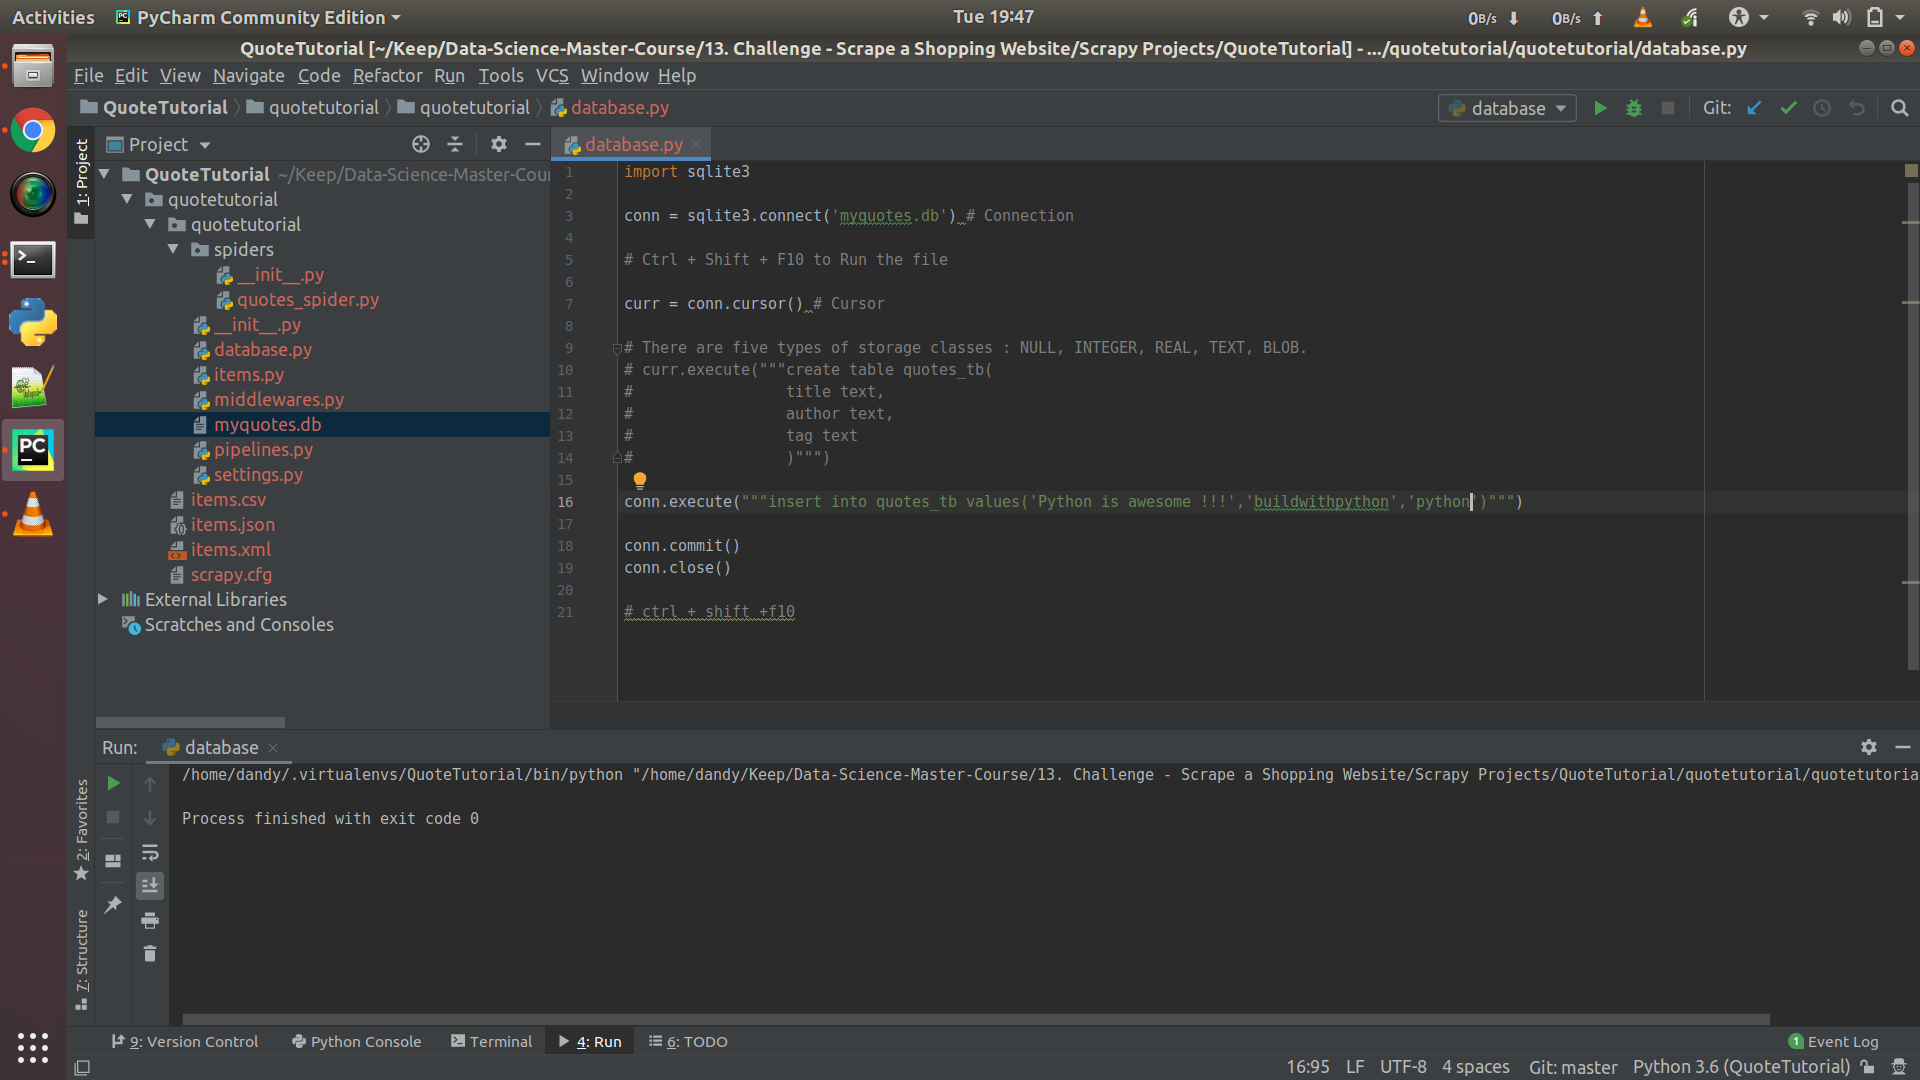 Activities PyCharm Community Edition Tue 19:47 0B/s 0B/s
QuoteTutorial [~/Keep/Data-Science-Master-Course/13. Challenge - Scrape a Shopping Website/Scrapy Projects/QuoteTutorial] - .../quotetutorial/quotetutorial/database.py
File Edit View Navigate Code Refactor Run Tools VCS Window Help
QuoteTutorial quotetutorial quotetutorial database.py database Git:
1: Project
Project
QuoteTutorial ~/Keep/Data-Science-Master-Cou
quotetutorial
quotetutorial
spiders
__init__.py
quotes_spider.py
__init__.py
database.py
items.py
middlewares.py
myquotes.db
pipelines.py
settings.py
items.csv
items.json
items.xml
scrapy.cfg
External Libraries
Scratches and Consoles
database.py
1 import sqlite3
2
3 conn = sqlite3.connect('myquotes.db') # Connection
4
5 # Ctrl + Shift + F10 to Run the file
6
7 curr = conn.cursor() # Cursor
8
9 # There are five types of storage classes : NULL, INTEGER, REAL, TEXT, BLOB.
10 # curr.execute("""create table quotes_tb(
11 # title text,
12 # author text,
13 # tag text
14 # )""")
15
16 conn.execute("""insert into quotes_tb values('Python is awesome !!!','buildwithpython','python')""")
17
18 conn.commit()
19 conn.close()
20
21 # ctrl + shift +f10
Run: database
/home/dandy/.virtualenvs/QuoteTutorial/bin/python "/home/dandy/Keep/Data-Science-Master-Course/13. Challenge - Scrape a Shopping Website/Scrapy Projects/QuoteTutorial/quotetutorial/quotetutoria
Process finished with exit code 0
2: Favorites
7: Structure
PC
9: Version Control Python Console Terminal 4: Run 6: TODO 1 Event Log
16:95 LF UTF-8 4 spaces Git: master Python 3.6 (QuoteTutorial)